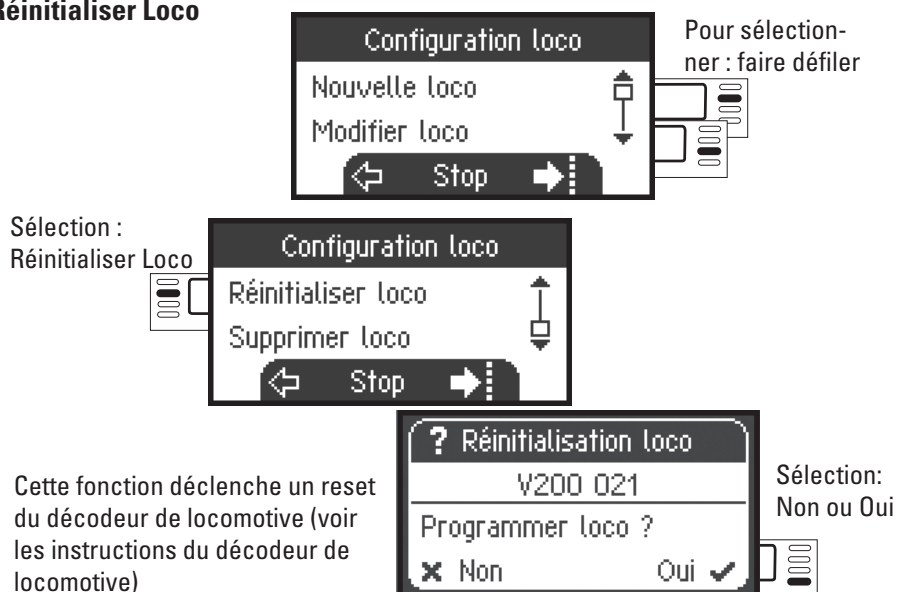 Réinitialiser Loco
Configuration loco
Nouvelle loco
Modifier loco
Stop
Pour sélection-
ner : faire défiler
Sélection :
Réinitialiser Loco
Configuration loco
Réinitialiser loco
Supprimer loco
Stop
Cette fonction déclenche un reset
du décodeur de locomotive (voir
les instructions du décodeur de
locomotive)
? Réinitialisation loco
V200 021
Programmer loco ?
Non Oui
Sélection:
Non ou Oui